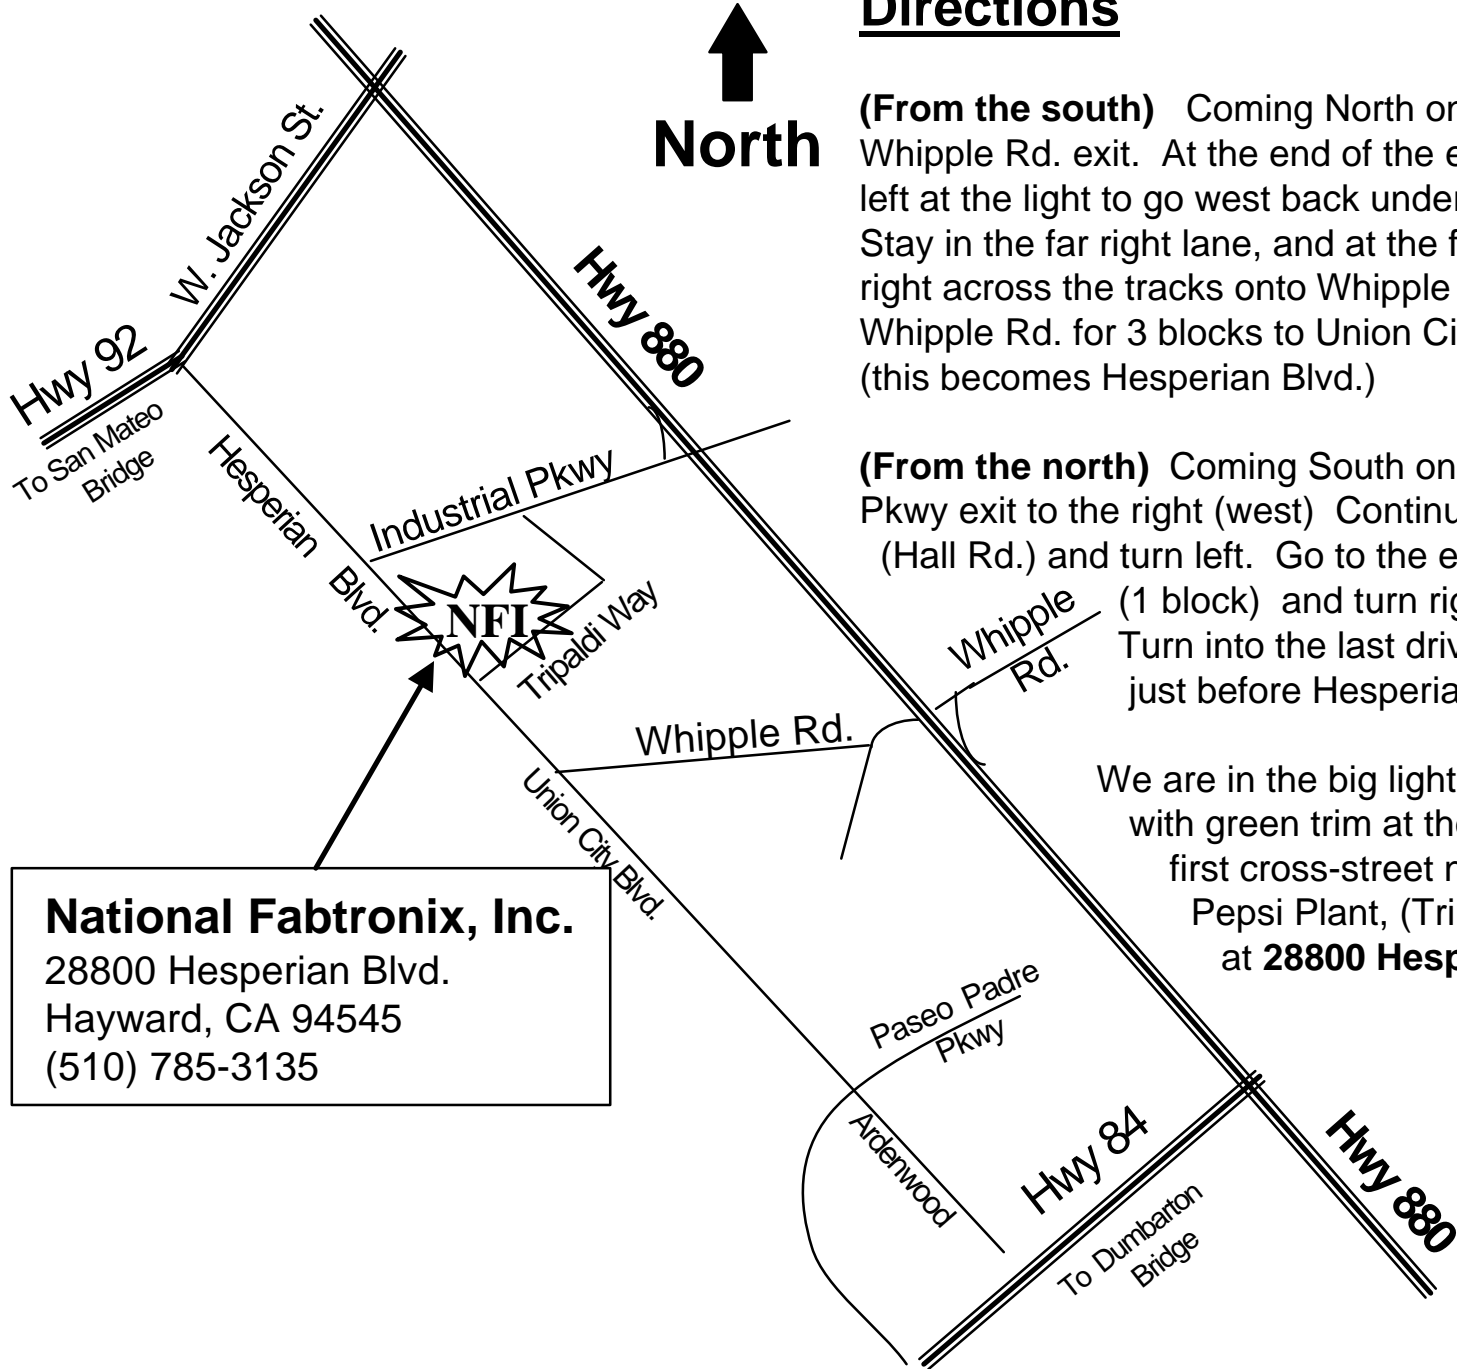 Directions
North
(From the south) Coming North on
Whipple Rd. exit. At the end of the e
left at the light to go west back under
Stay in the far right lane, and at the f
right across the tracks onto Whipple
Whipple Rd. for 3 blocks to Union Ci
(this becomes Hesperian Blvd.)
(From the north) Coming South on
Pkwy exit to the right (west) Continu
(Hall Rd.) and turn left. Go to the e
(1 block) and turn rig
Turn into the last driv
just before Hesperia
We are in the big light
with green trim at the
first cross-street n
Pepsi Plant, (Tri
at 28800 Hesp
W. Jackson St.
Hwy 92
To San Mateo
Bridge
Hwy 880
Hesperian Blvd.
Industrial Pkwy
NFI
Tripaldi Way
Whipple
Rd.
Whipple Rd.
Union City Blvd.
National Fabtronix, Inc.
28800 Hesperian Blvd.
Hayward, CA 94545
(510) 785-3135
Paseo Padre
Pkwy
Ardenwood
Hwy 84
To Dumbarton
Bridge
Hwy 880